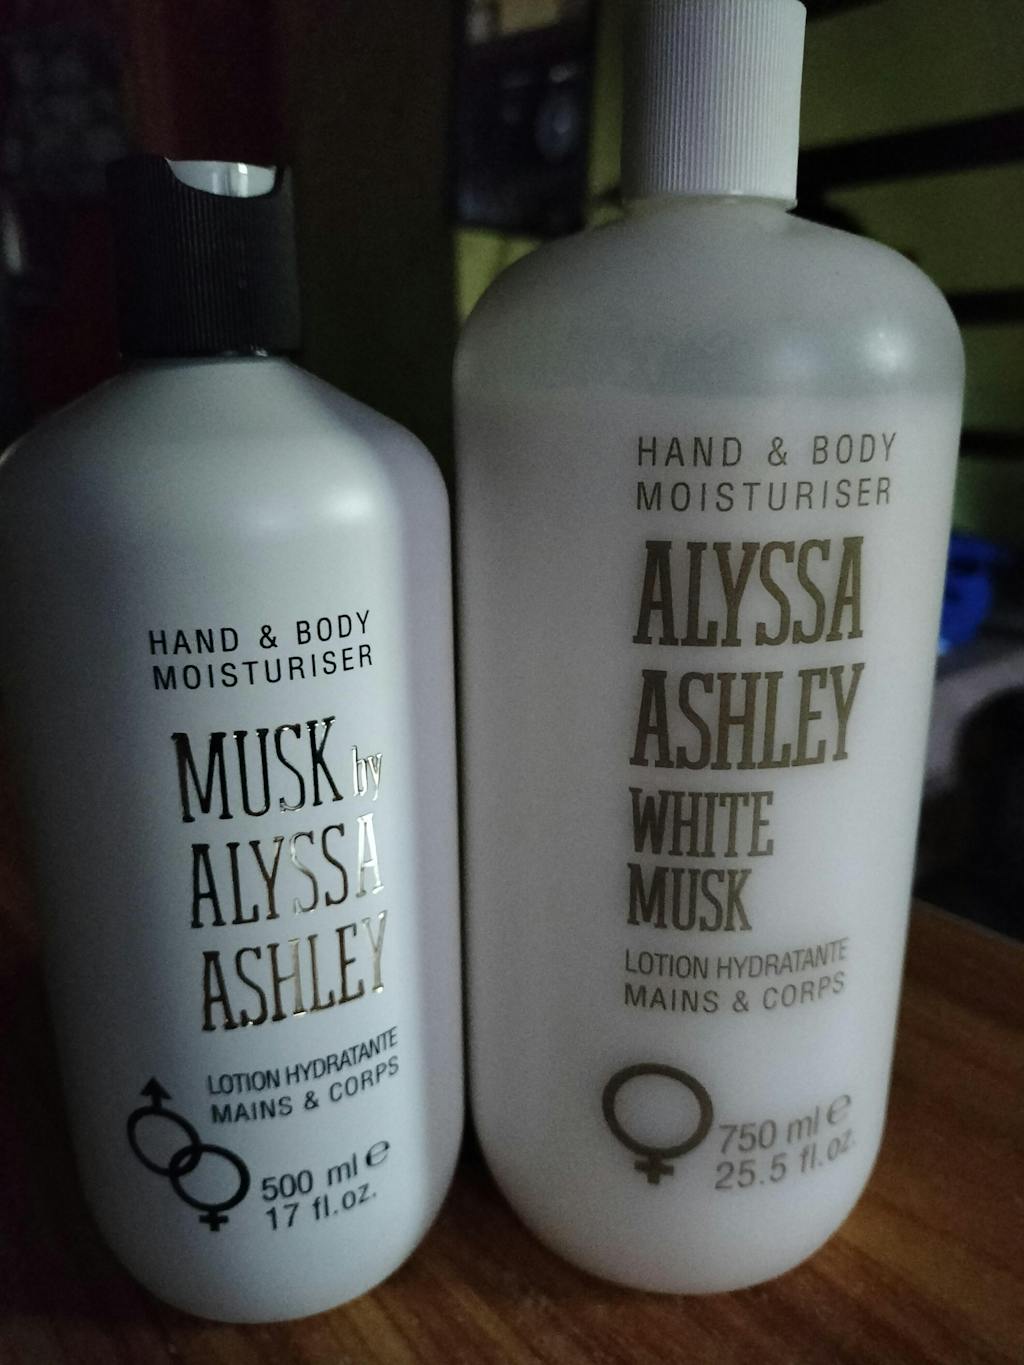 HAND & BODY
MOISTURISER
MUSK by
ALYSSA
ASHLEY
LOTION HYDRATANTE
MAINS & CORPS
500 ml ℮
17 fl.oz.
HAND & BODY
MOISTURISER
ALYSSA
ASHLEY
WHITE
MUSK
LOTION HYDRATANTE
MAINS & CORPS
750 ml ℮
25.5 fl.oz.